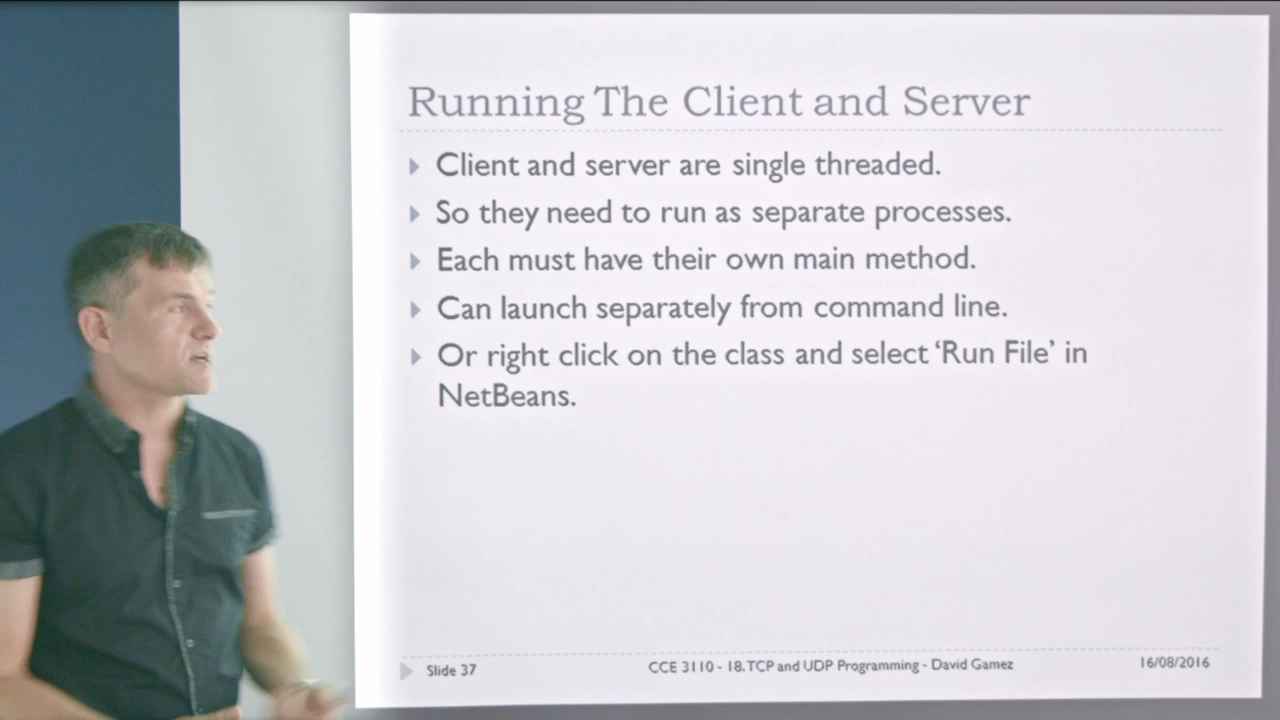 Running The Client and Server
Client and server are single threaded.
So they need to run as separate processes.
Each must have their own main method.
Can launch separately from command line.
Or right click on the class and select ‘Run File’ in
NetBeans.
Slide 37
CCE 3110 - 18. TCP and UDP Programming - David Gamez
16/08/2016